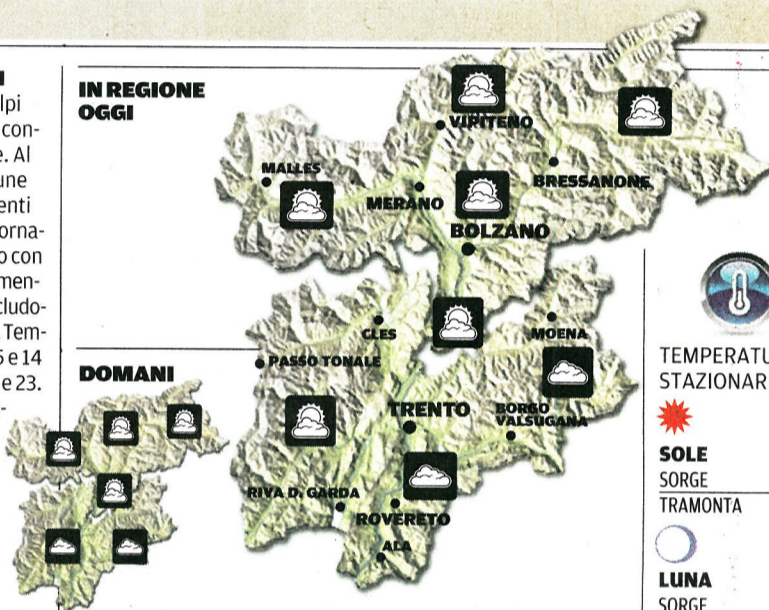 IN REGIONE
OGGI
VIPITENO
MALLES
BRESSANONE
MERANO
BOLZANO
CLES
MOENA
PASSO TONALE
TRENTO
BORGO
VALSUGANA
RIVA D. GARDA
ROVERETO
ALA
DOMANI
lpi
con-
e. Al
une
enti
orna-
o con
men-
cludo-
. Tem-
5 e 14
e 23.
-
TEMPERATU
STAZIONAR
SOLE
SORGE
TRAMONTA
LUNA
SORGE